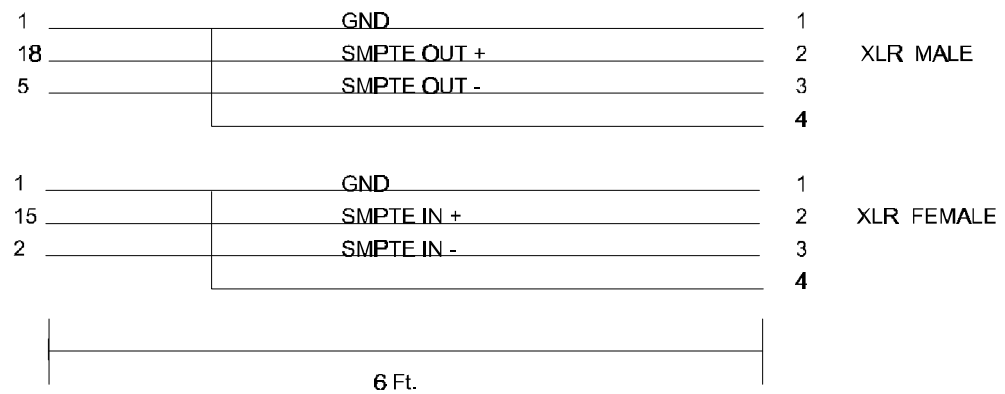 1 GND 1
18 SMPTE OUT + 2 XLR MALE
5 SMPTE OUT - 3
4
1 GND 1
15 SMPTE IN + 2 XLR FEMALE
2 SMPTE IN - 3
4
6 Ft.